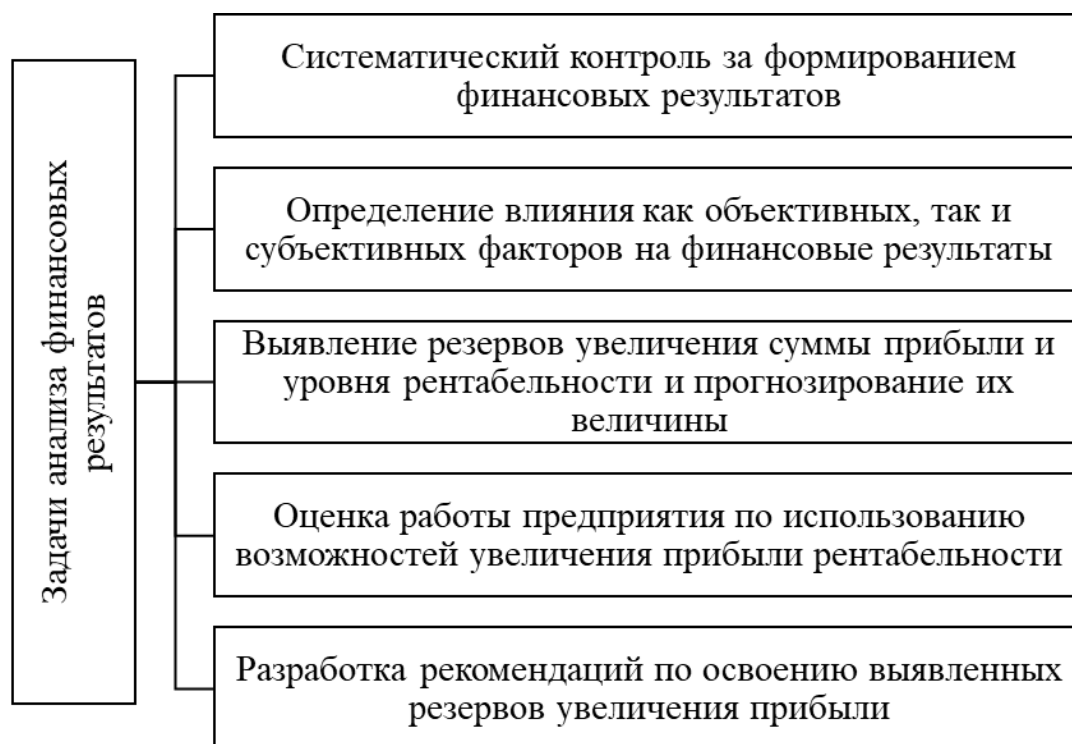 Задачи анализа финансовых
результатов
Систематический контроль за формированием
финансовых результатов
Определение влияния как объективных, так и
субъективных факторов на финансовые результаты
Выявление резервов увеличения суммы прибыли и
уровня рентабельности и прогнозирование их
величины
Оценка работы предприятия по использованию
возможностей увеличения прибыли рентабельности
Разработка рекомендаций по освоению выявленных
резервов увеличения прибыли